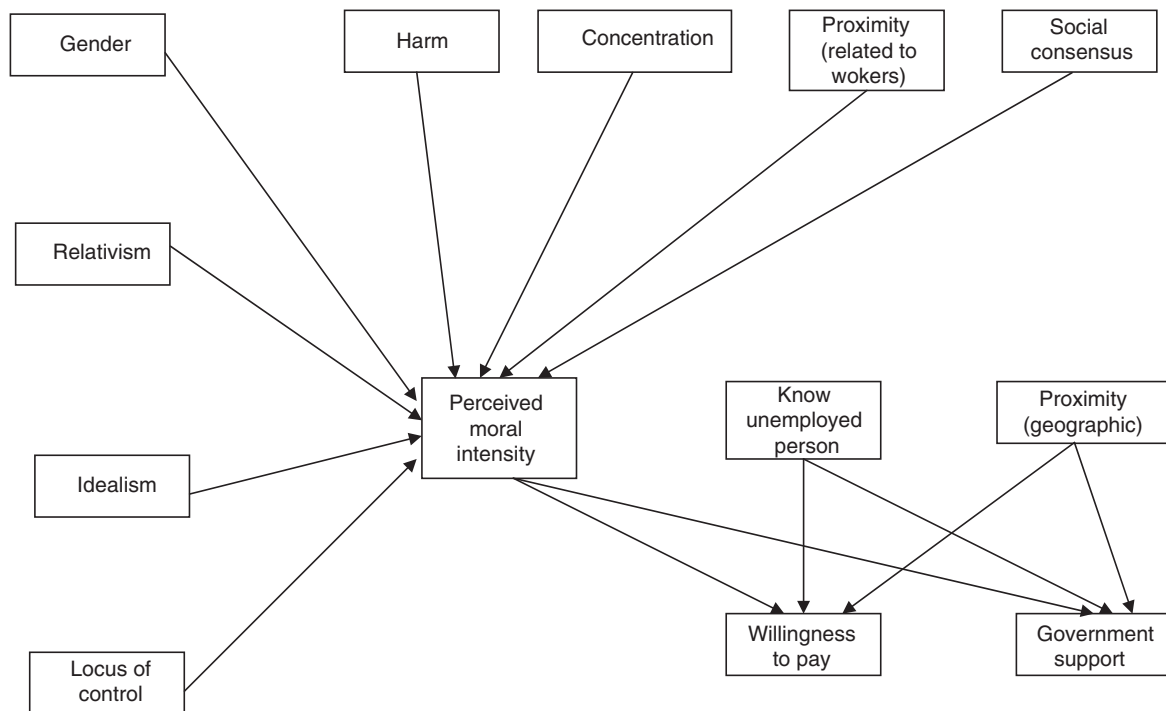 Gender
Harm
Concentration
Proximity
(related to
wokers)
Social
consensus
Relativism
Perceived
moral
intensity
Know
unemployed
person
Proximity
(geographic)
Idealism
Willingness
to pay
Government
support
Locus of
control